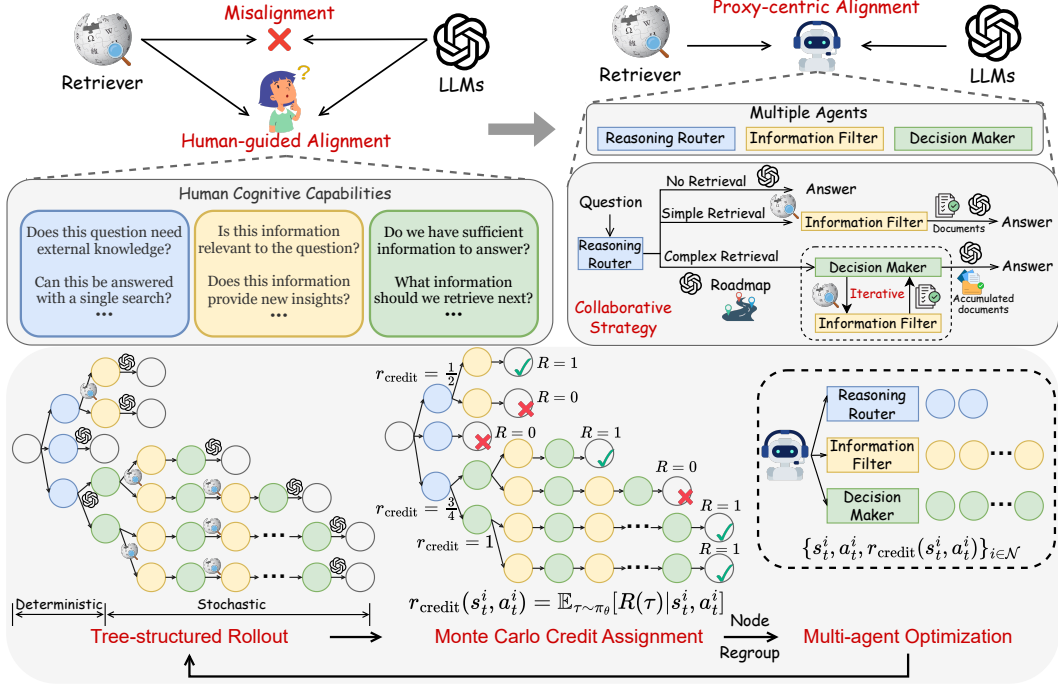 Misalignment
Retriever
LLMs
?
Human-guided Alignment
Human Cognitive Capabilities
Does this question need
external knowledge?
Can this be answered
with a single search?
...
Is this information
relevant to the question?
Does this information
provide new insights?
...
Do we have sufficient
information to answer?
What information
should we retrieve next?
...
Proxy-centric Alignment
Retriever
LLMs
Multiple Agents
Reasoning Router
Information Filter
Decision Maker
Question
Reasoning
Router
No Retrieval
Answer
Simple Retrieval
Information Filter
Documents
Answer
Complex Retrieval
Roadmap
Decision Maker
Iterative
Information Filter
Accumulated
documents
Answer
Collaborative
Strategy
...
...
Deterministic
Stochastic
Tree-structured Rollout
r_credit = 1/2
R = 1
R = 0
R = 0
R = 1
R = 0
r_credit = 3/4
r_credit = 1
...
R = 1
...
R = 1
r_credit(s_t^i, a_t^i) = 𝔼_{τ∼π_θ}[R(τ)|s_t^i, a_t^i]
Monte Carlo Credit Assignment
Node
Regroup
Reasoning
Router
Information
Filter
...
Decision
Maker
...
{s_t^i, a_t^i, r_credit(s_t^i, a_t^i)}_{i∈𝒩}
Multi-agent Optimization